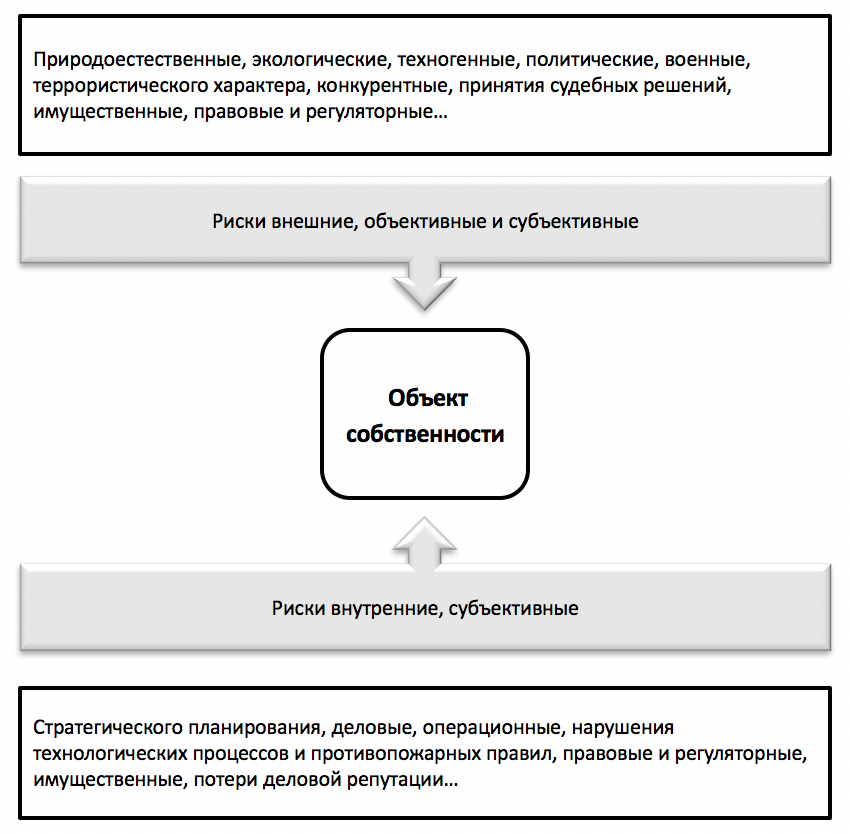 Природоестественные, экологические, техногенные, политические, военные,
террористического характера, конкурентные, принятия судебных решений,
имущественные, правовые и регуляторные...
Риски внешние, объективные и субъективные
Объект
собственности
Риски внутренние, субъективные
Стратегического планирования, деловые, операционные, нарушения
технологических процессов и противопожарных правил, правовые и регуляторные,
имущественные, потери деловой репутации...